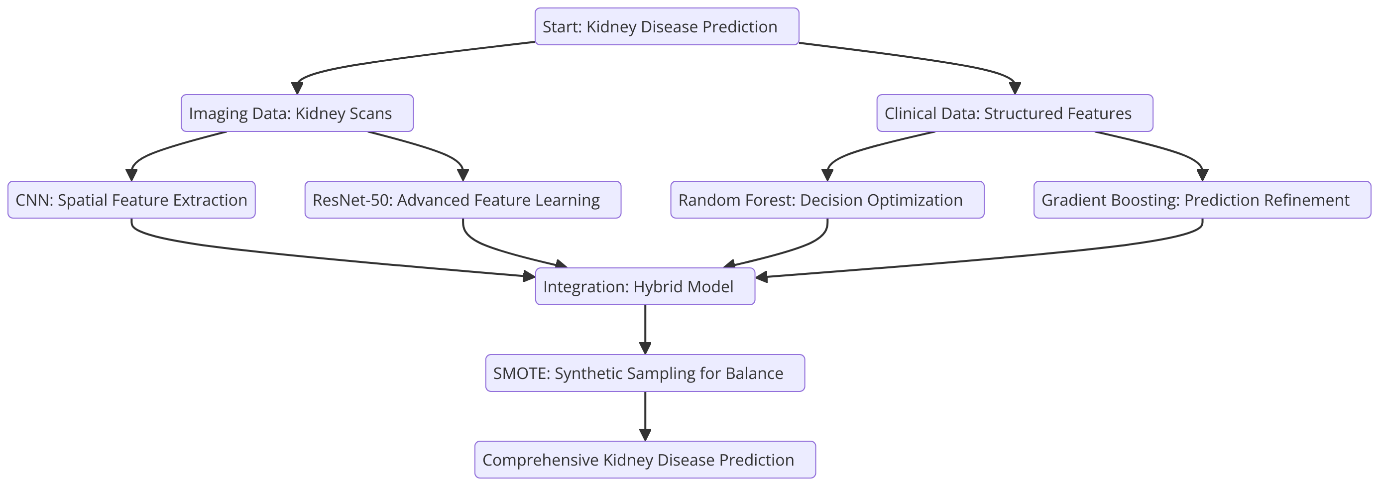 Start: Kidney Disease Prediction
Imaging Data: Kidney Scans
Clinical Data: Structured Features
CNN: Spatial Feature Extraction
ResNet-50: Advanced Feature Learning
Random Forest: Decision Optimization
Gradient Boosting: Prediction Refinement
Integration: Hybrid Model
SMOTE: Synthetic Sampling for Balance
Comprehensive Kidney Disease Prediction